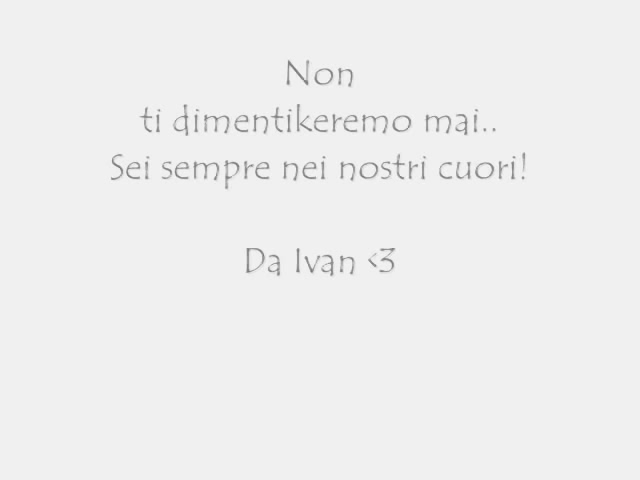 Non
ti dimentikeremo mai..
Sei sempre nei nostri cuori!
Da Ivan <3